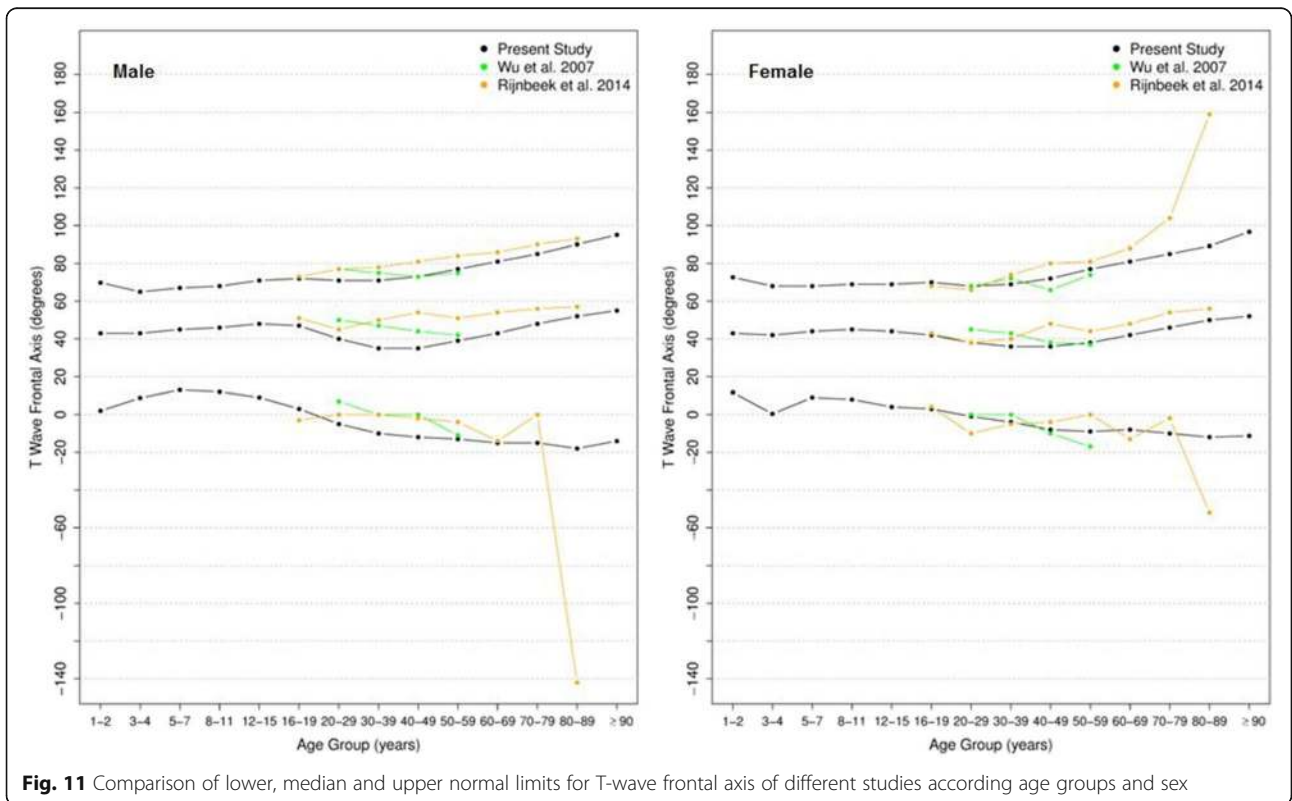 Male
Present Study
Wu et al. 2007
Rijnbeek et al. 2014
T Wave Frontal Axis (degrees)
180
160
140
120
100
80
60
40
20
0
−20
−60
−100
−140
1−2 3−4 5−7 8−11 12−15 16−19 20−29 30−39 40−49 50−59 60−69 70−79 80−89 ≥90
Age Group (years)
Female
Present Study
Wu et al. 2007
Rijnbeek et al. 2014
T Wave Frontal Axis (degrees)
180
160
140
120
100
80
60
40
20
0
−20
−60
−100
−140
1−2 3−4 5−7 8−11 12−15 16−19 20−29 30−39 40−49 50−59 60−69 70−79 80−89 ≥90
Age Group (years)
Fig. 11 Comparison of lower, median and upper normal limits for T-wave frontal axis of different studies according age groups and sex